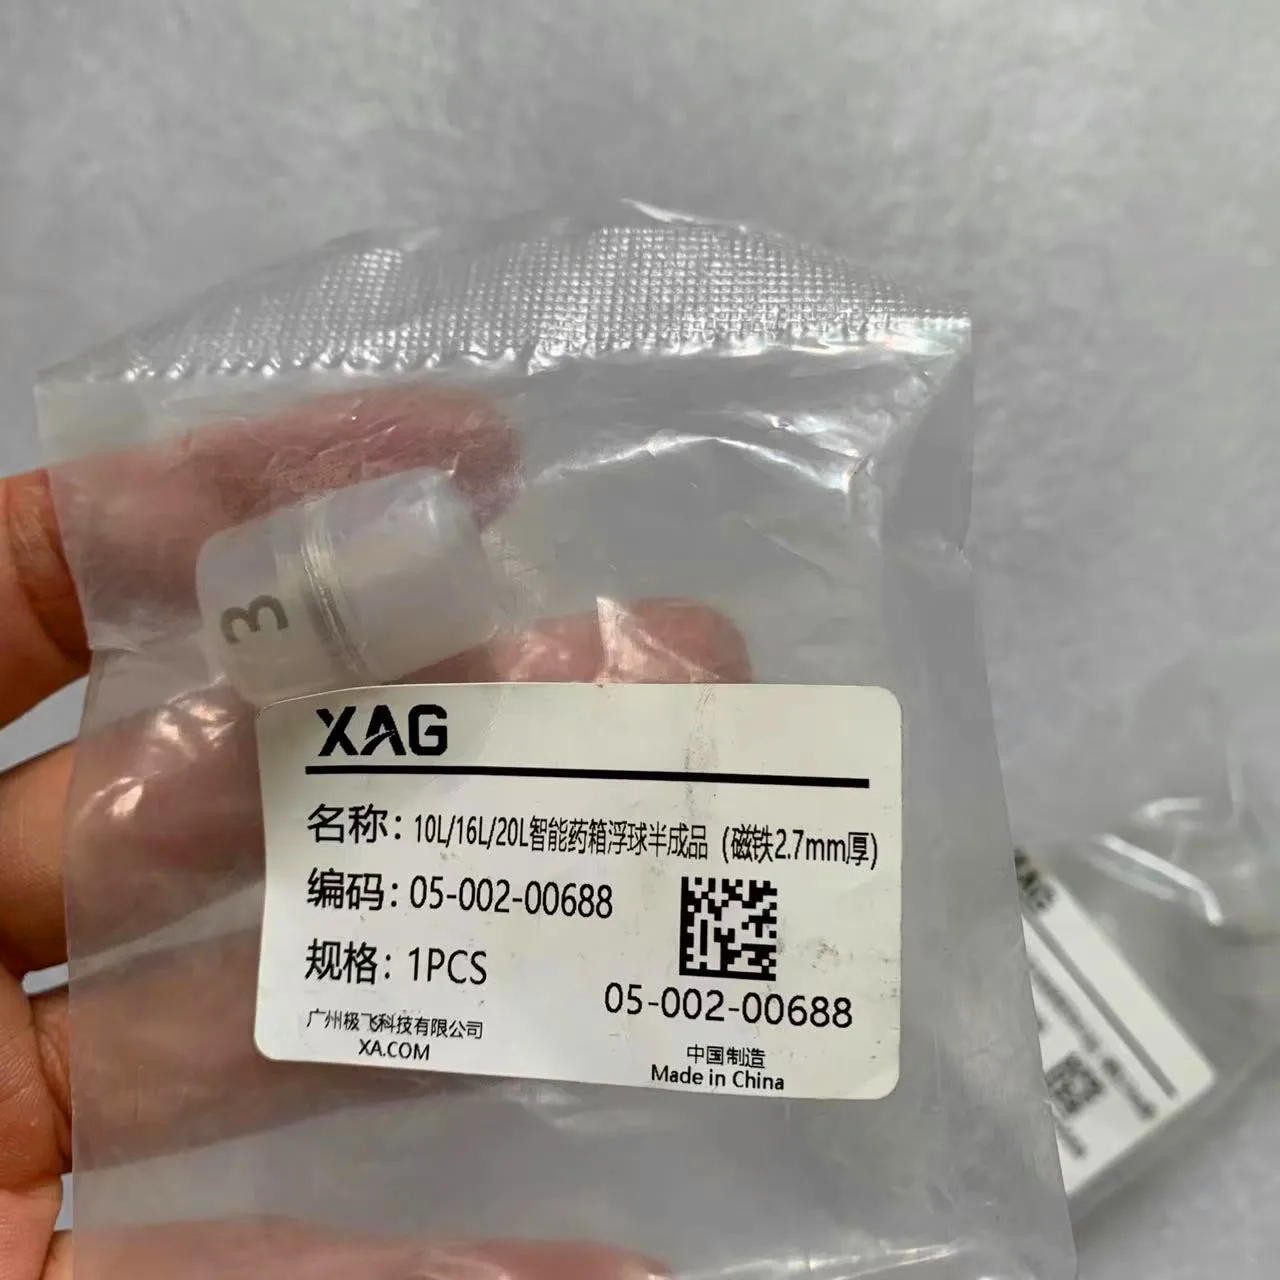 3
XAG
名称：10L/16L/20L智能药箱浮球半成品（磁铁2.7mm厚）
编码：05-002-00688
规格：1PCS
05-002-00688
广州极飞科技有限公司
XA.COM
中国制造
Made in China
AG